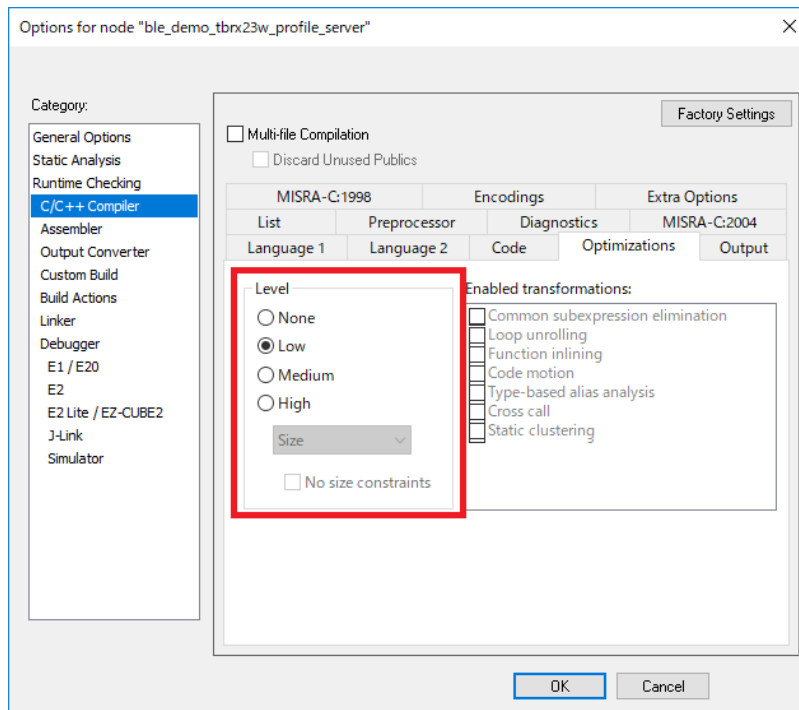 Options for node "ble_demo_tbrx23w_profile_server"
Category:
General Options
Static Analysis
Runtime Checking
C/C++ Compiler
Assembler
Output Converter
Custom Build
Build Actions
Linker
Debugger
E1 / E20
E2
E2 Lite / EZ-CUBE2
J-Link
Simulator
Factory Settings
Multi-file Compilation
Discard Unused Publics
MISRA-C:1998 Encodings Extra Options
List Preprocessor Diagnostics MISRA-C:2004
Language 1 Language 2 Code Optimizations Output
Level
None
Low
Medium
High
Size
No size constraints
Enabled transformations:
Common subexpression elimination
Loop unrolling
Function inlining
Code motion
Type-based alias analysis
Cross call
Static clustering
OK Cancel